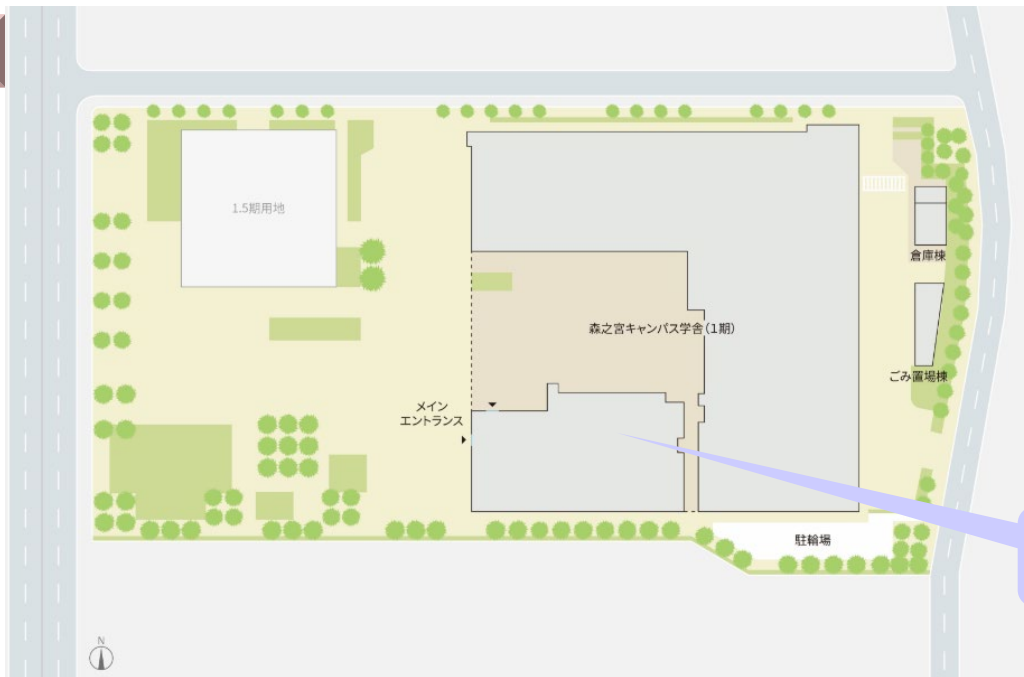 1.5期用地
倉庫棟
森之宮キャンパス学舎(1期)
ごみ置場棟
メイン
エントランス
駐輪場
N